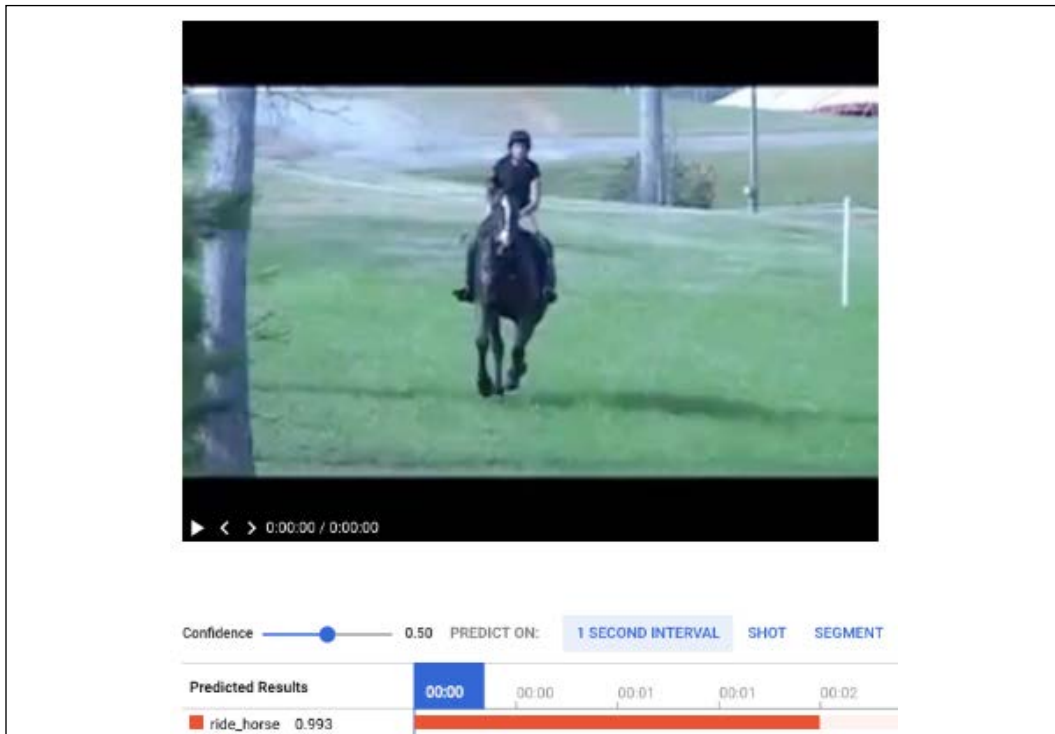 0:00:00 / 0:00:00
Confidence 0.50 PREDICT ON: 1 SECOND INTERVAL SHOT SEGMENT
Predicted Results 00:00 00:00 00:01 00:01 00:02
ride_horse 0.993